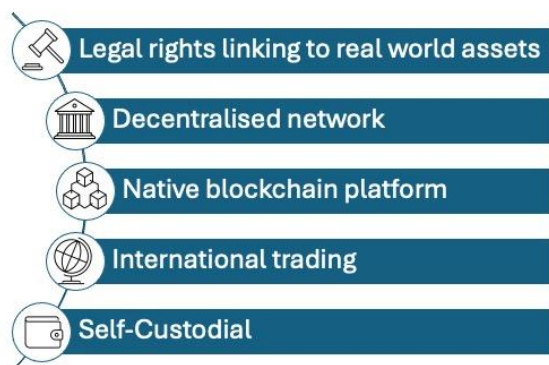 Legal rights linking to real world assets
Decentralised network
Native blockchain platform
International trading
Self-Custodial